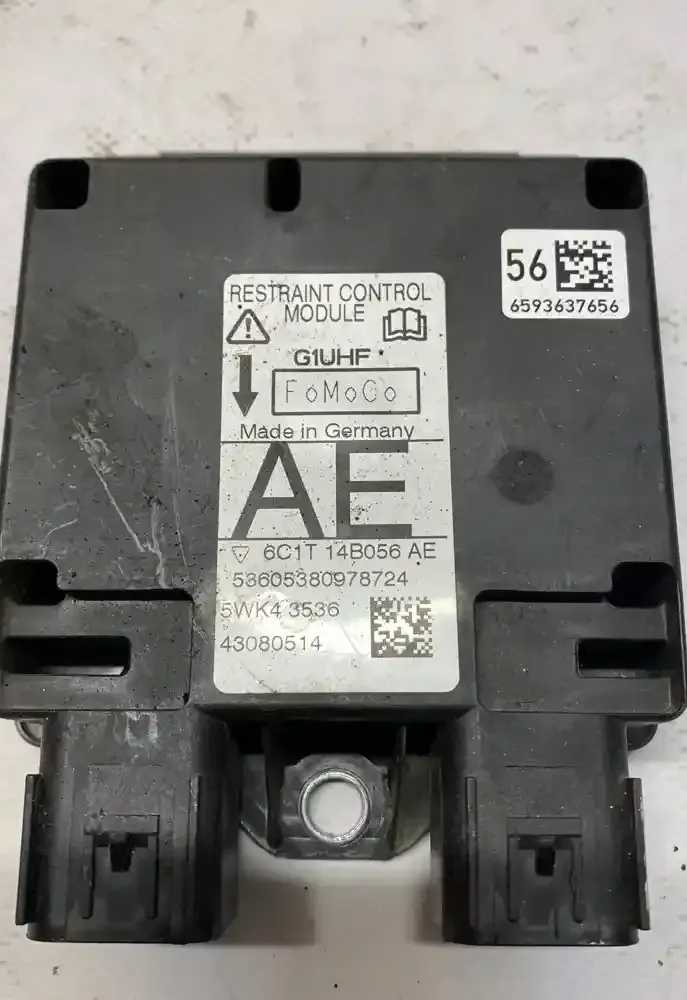 56
6593637656
RESTRAINT CONTROL
MODULE
G1UHF
FoMoCo
Made in Germany
AE
6C1T 14B056 AE
53605380978724
5WK4 3536
43080514